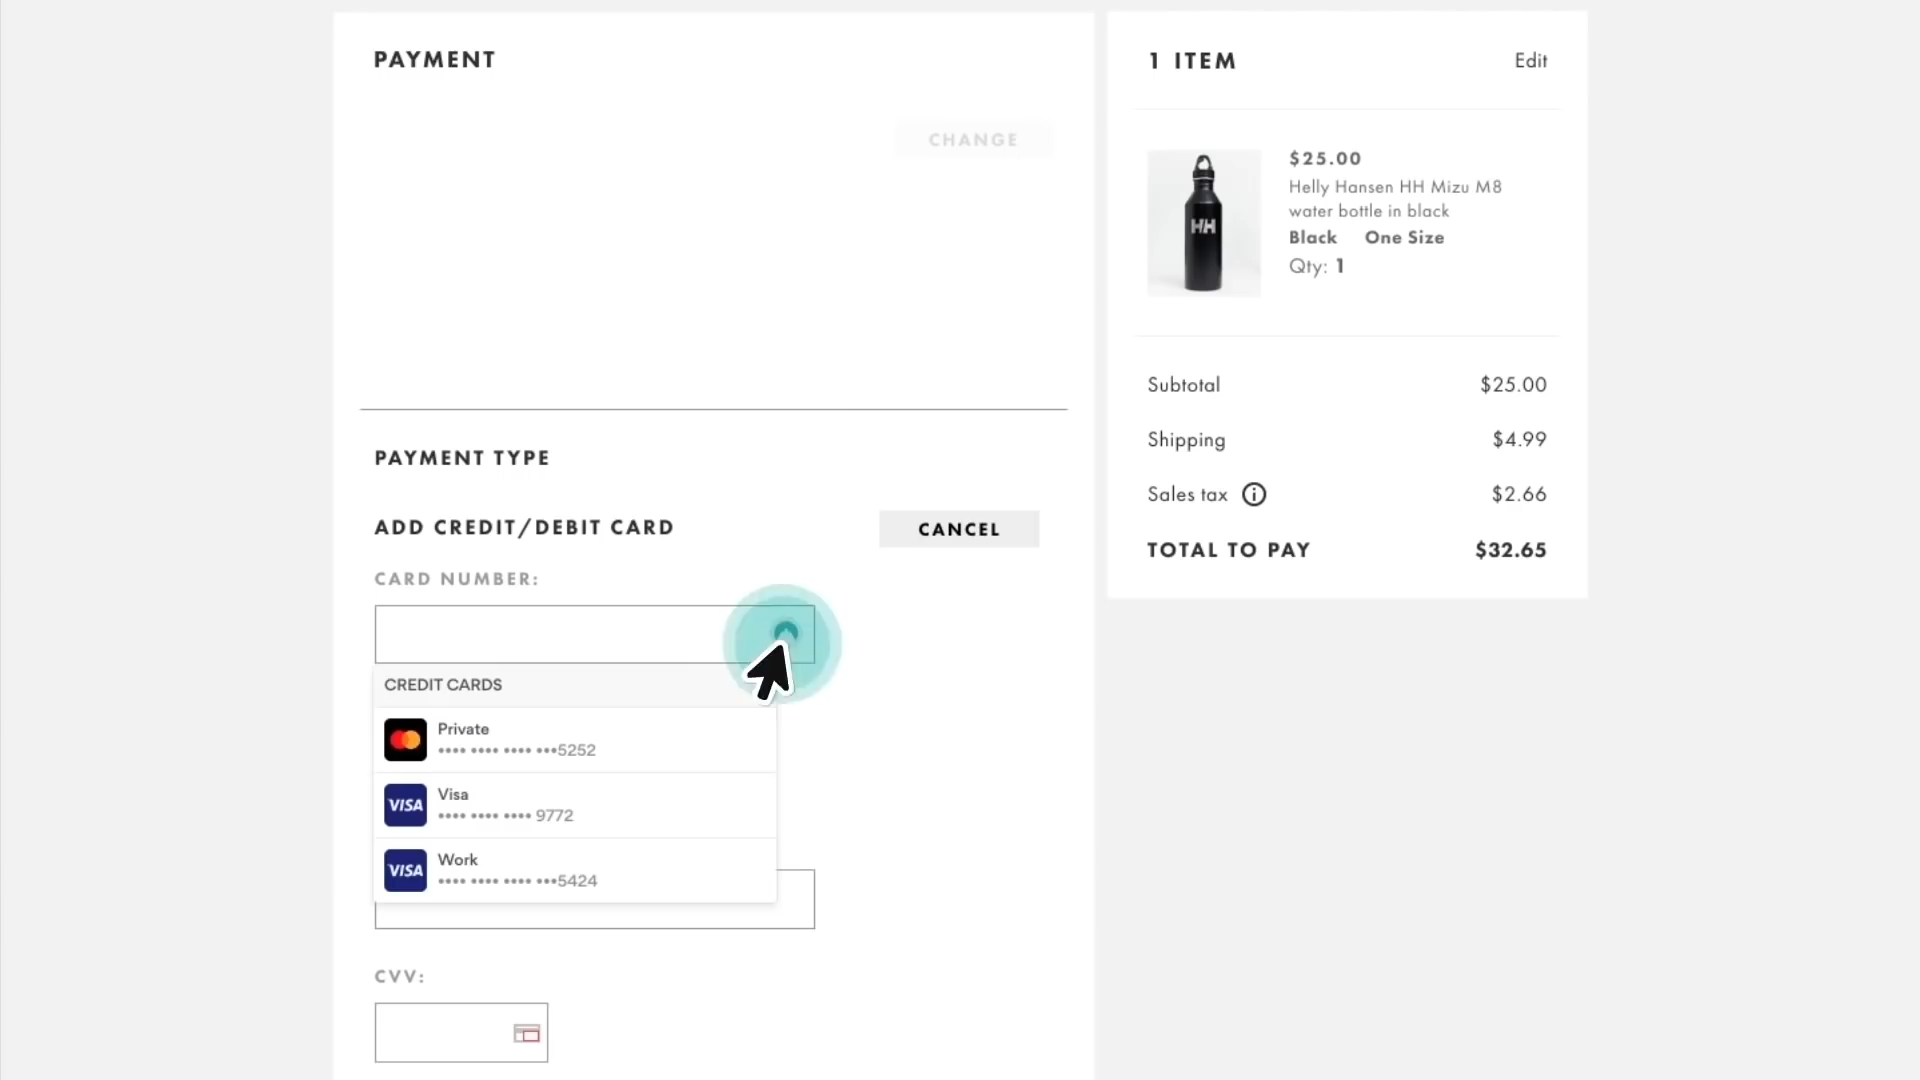 PAYMENT
CHANGE
PAYMENT TYPE
ADD CREDIT/DEBIT CARD
CANCEL
CARD NUMBER:
CREDIT CARDS
Private
•••• •••• •••• •••5252
VISA
Visa
•••• •••• •••• 9772
VISA
Work
•••• •••• •••• •••5424
CVV:
1 ITEM
Edit
HH
$25.00
Helly Hansen HH Mizu M8
water bottle in black
Black One Size
Qty: 1
Subtotal $25.00
Shipping $4.99
Sales tax $2.66
TOTAL TO PAY $32.65